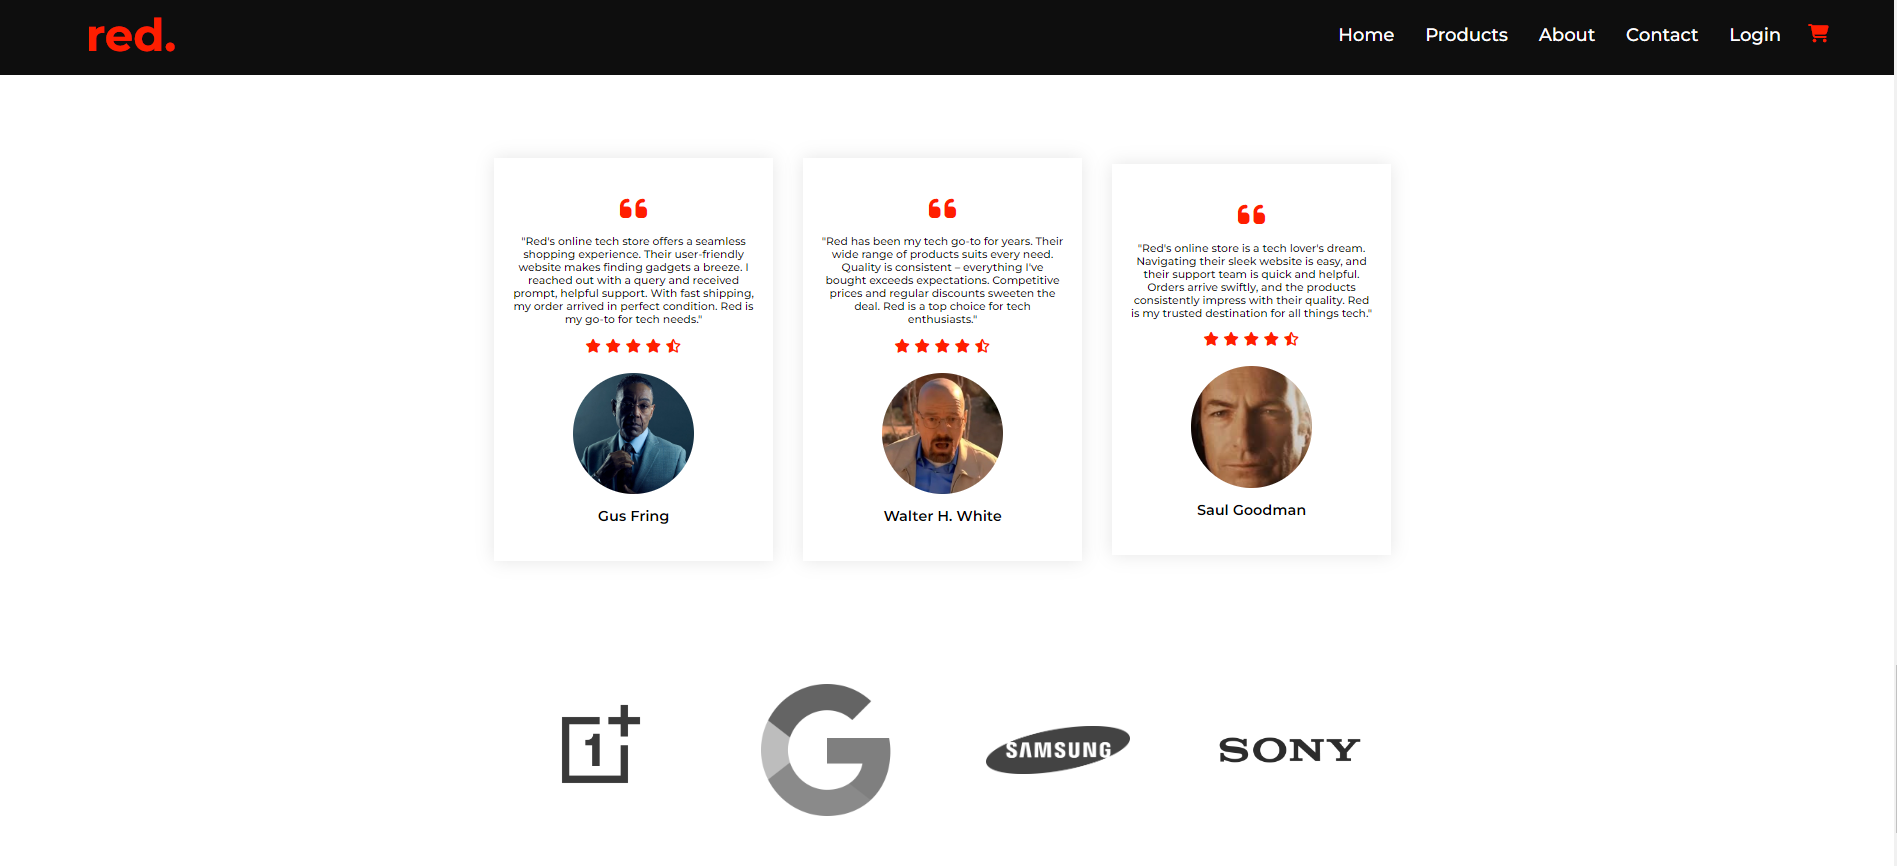 red.
Home Products About Contact Login
"Red's online tech store offers a seamless
shopping experience. Their user-friendly
website makes finding gadgets a breeze. I
reached out with a query and received
prompt, helpful support. With fast shipping,
my order arrived in perfect condition. Red is
my go-to for tech needs."
Gus Fring
"Red has been my tech go-to for years. Their
wide range of products suits every need.
Quality is consistent – everything I've
bought exceeds expectations. Competitive
prices and regular discounts sweeten the
deal. Red is a top choice for tech
enthusiasts."
Walter H. White
"Red's online store is a tech lover's dream.
Navigating their sleek website is easy, and
their support team is quick and helpful.
Orders arrive swiftly, and the products
consistently impress with their quality. Red
is my trusted destination for all things tech."
Saul Goodman
1+
G
SAMSUNG
SONY